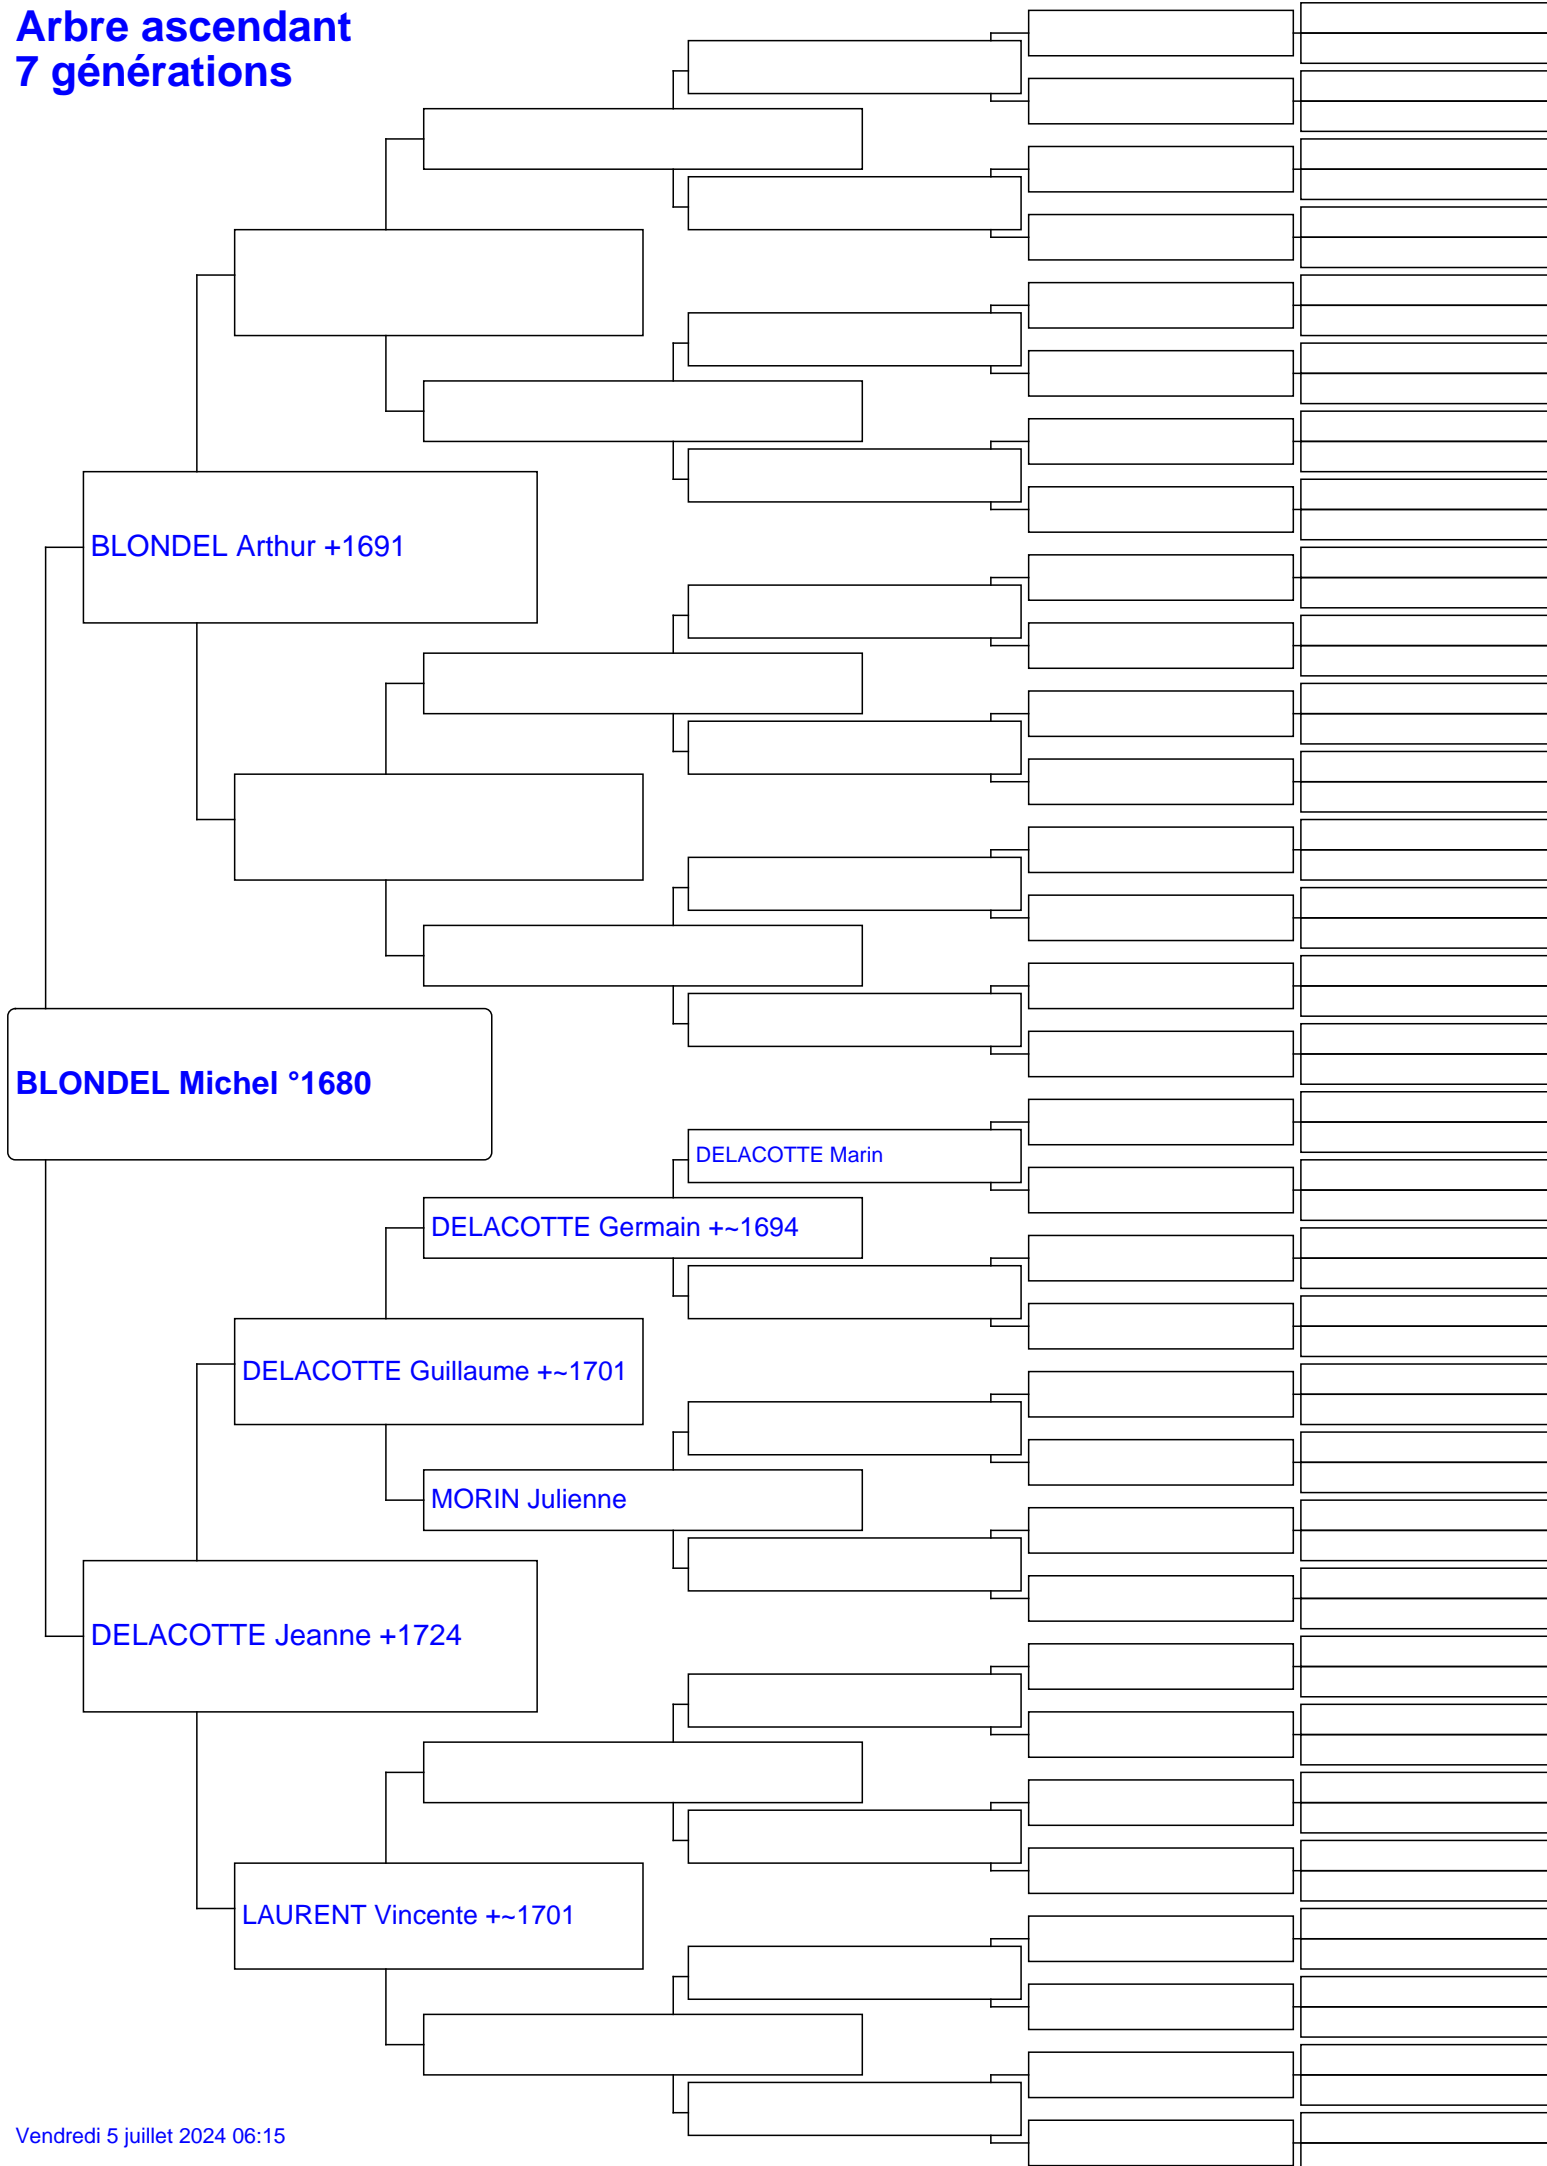 Arbre ascendant
7 générations
BLONDEL Arthur +1691
BLONDEL Michel °1680
DELACOTTE Marin
DELACOTTE Germain +~1694
DELACOTTE Guillaume +~1701
MORIN Julienne
DELACOTTE Jeanne +1724
LAURENT Vincente +~1701
Vendredi 5 juillet 2024 06:15